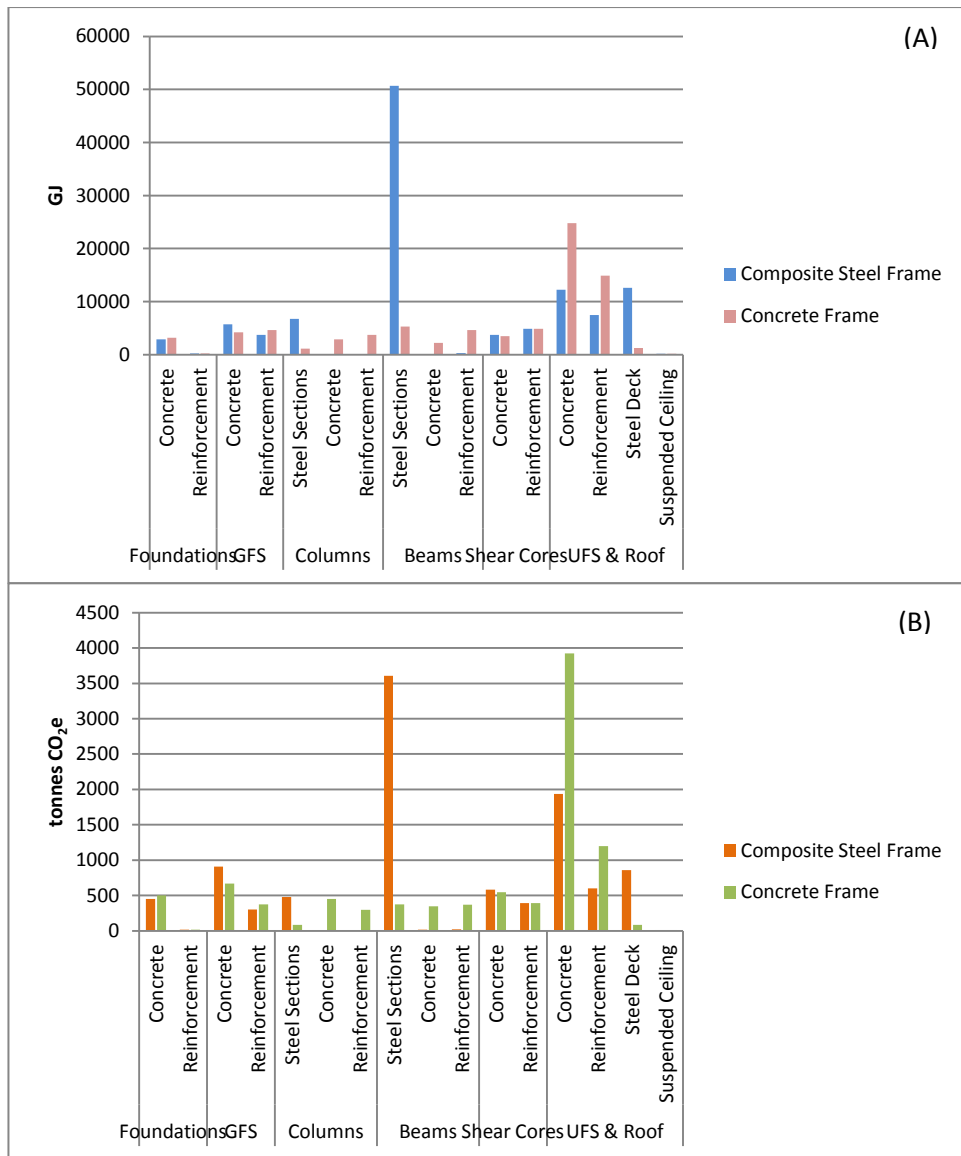 (A)
60000
50000
40000
30000
20000
10000
0
GJ
Concrete
Reinforcement
Concrete
Reinforcement
Steel Sections
Concrete
Reinforcement
Steel Sections
Concrete
Reinforcement
Concrete
Reinforcement
Concrete
Reinforcement
Steel Deck
Suspended Ceiling
Foundations GFS Columns Beams Shear Cores UFS & Roof
Composite Steel Frame
Concrete Frame
(B)
4500
4000
3500
3000
2500
2000
1500
1000
500
0
tonnes CO₂e
Concrete
Reinforcement
Concrete
Reinforcement
Steel Sections
Concrete
Reinforcement
Steel Sections
Concrete
Reinforcement
Concrete
Reinforcement
Concrete
Reinforcement
Steel Deck
Suspended Ceiling
Foundations GFS Columns Beams Shear Cores UFS & Roof
Composite Steel Frame
Concrete Frame